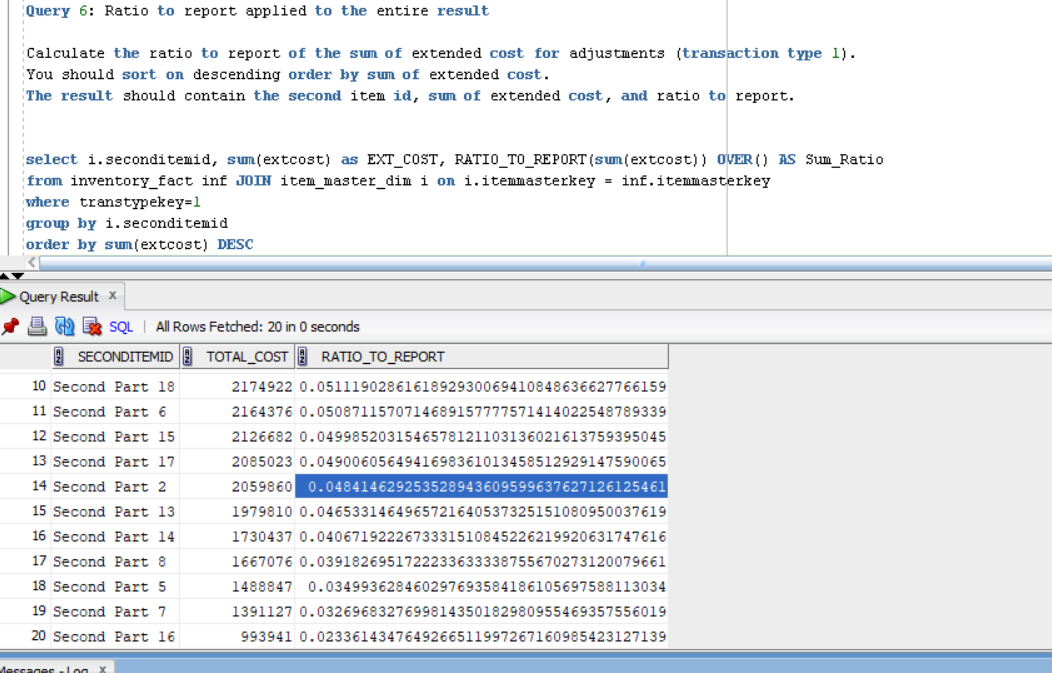 Query 6: Ratio to report applied to the entire result
Calculate the ratio to report of the sum of extended cost for adjustments (transaction type 1).
You should sort on descending order by sum of extended cost.
The result should contain the second item id, sum of extended cost, and ratio to report.
select i.seconditemid, sum(extcost) as EXT_COST, RATIO_TO_REPORT(sum(extcost)) OVER() AS Sum_Ratio
from inventory_fact inf JOIN item_master_dim i on i.itemmasterkey = inf.itemmasterkey
where transtypekey=1
group by i.seconditemid
order by sum(extcost) DESC
Query Result x
SQL | All Rows Fetched: 20 in 0 seconds
SECONDITEMID TOTAL_COST RATIO_TO_REPORT
10 Second Part 18 2174922 0.0511190286161892930069410848636627766159
11 Second Part 6 2164376 0.0508711570714689157777571414022548789339
12 Second Part 15 2126682 0.0499852031546578121103136021613759395045
13 Second Part 17 2085023 0.0490060564941698361013458512929147590065
14 Second Part 2 2059860 0.048414629253528943609599637627126125461
15 Second Part 13 1979810 0.0465331464965721640537325151080950037619
16 Second Part 14 1730437 0.0406719222673331510845226219920631747616
17 Second Part 8 1667076 0.0391826951722233633338755670273120079661
18 Second Part 5 1488847 0.034993628460297693584186105697588113034
19 Second Part 7 1391127 0.0326968327699814350182980955469357556019
20 Second Part 16 993941 0.0233614347649266511997267160985423127139
Messages - Log x